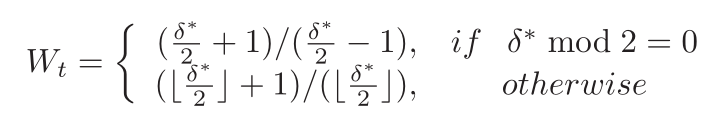 W_t = { (δ*/2 + 1)/(δ*/2 − 1), if δ* mod 2 = 0
(⌊δ*/2⌋ + 1)/(⌊δ*/2⌋), otherwise